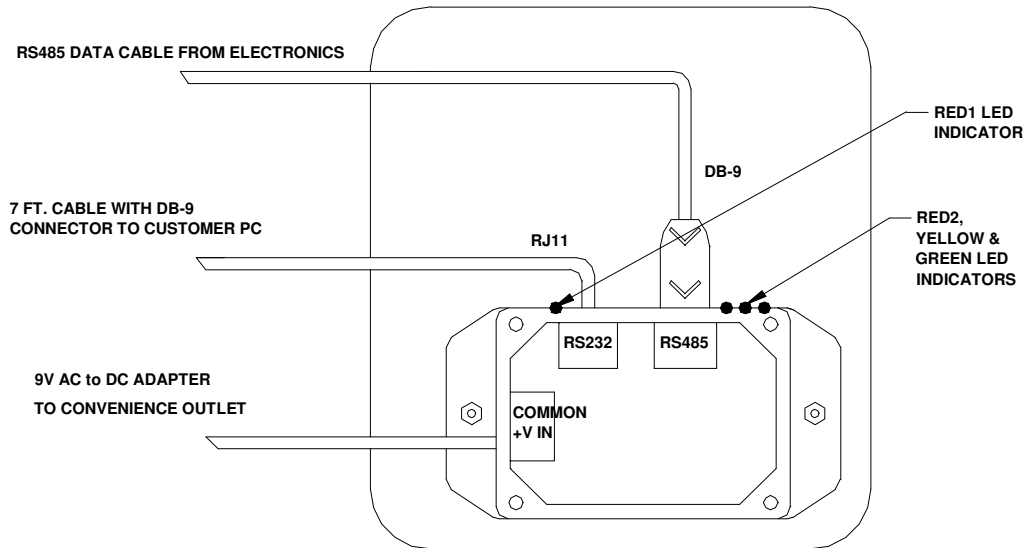 RS485 DATA CABLE FROM ELECTRONICS
RED1 LED
INDICATOR
DB-9
7 FT. CABLE WITH DB-9
CONNECTOR TO CUSTOMER PC
RJ11
RED2,
YELLOW &
GREEN LED
INDICATORS
RS232
RS485
9V AC to DC ADAPTER
TO CONVENIENCE OUTLET
COMMON
+V IN